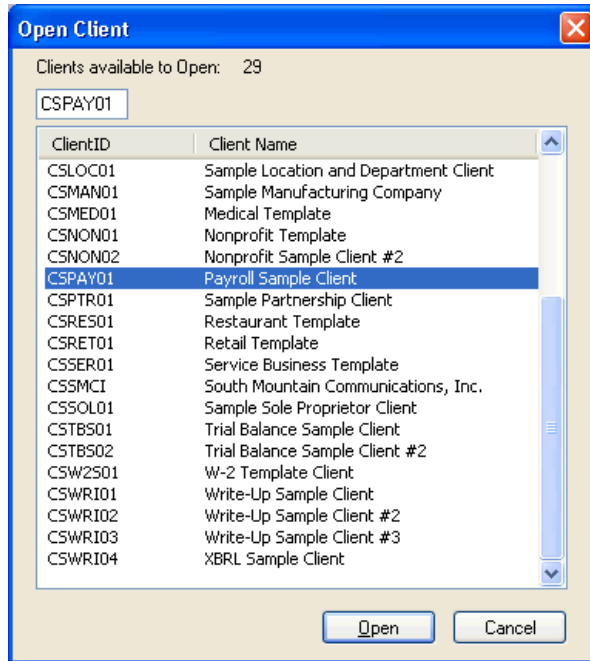 Open Client
Clients available to Open: 29
CSPAY01
ClientID Client Name
CSLOC01 Sample Location and Department Client
CSMAN01 Sample Manufacturing Company
CSMED01 Medical Template
CSNON01 Nonprofit Template
CSNON02 Nonprofit Sample Client #2
CSPAY01 Payroll Sample Client
CSPTR01 Sample Partnership Client
CSRES01 Restaurant Template
CSRET01 Retail Template
CSSER01 Service Business Template
CSSMCI South Mountain Communications, Inc.
CSSOL01 Sample Sole Proprietor Client
CSTBS01 Trial Balance Sample Client
CSTBS02 Trial Balance Sample Client #2
CSW2S01 W-2 Template Client
CSWRI01 Write-Up Sample Client
CSWRI02 Write-Up Sample Client #2
CSWRI03 Write-Up Sample Client #3
CSWRI04 XBRL Sample Client
Open Cancel